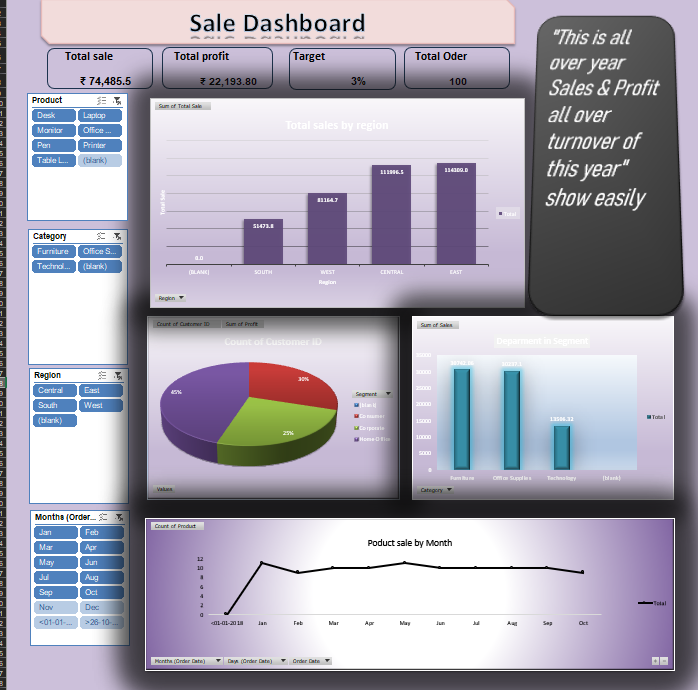 Sale Dashboard
Total sale
₹ 74,485.5
Total profit
₹ 22,193.80
Target
3%
Total Oder
100
"This is all
over year
Sales & Profit
all over
turnover of
this year"
show easily
Product
Desk Laptop
Monitor Office ...
Pen Printer
Table L... (blank)
Category
Furniture Office S...
Technol... (blank)
Region
Central East
South West
(blank)
Months (Order...
Jan Feb
Mar Apr
May Jun
Jul Aug
Sep Oct
Nov Dec
<01-01-... >26-10-...
Sum of Total Sale
Total sales by region
Total Sale
0.0 51473.8 81164.7 111996.5
(BLANK) SOUTH WEST CENTRAL EAST
Region
Total
Region
Count of Customer ID Sum of Profit
Count of Customer ID
45% 30% 25%
Segment
Consumer
Corporate
Home Office
Values
Sum of Sales
Deparment in Segment
35000
30000
25000
20000
15000
10000
5000
0
Furniture Office Supplies Technology (blank)
Total
Category
Count of Product
Poduct sale by Month
12
10
8
6
4
2
0
<01-01-2018 Jan Feb Mar Apr May Jun Jul Aug Sep Oct
Total
Months (Order Date) Days (Order Date) Order Date